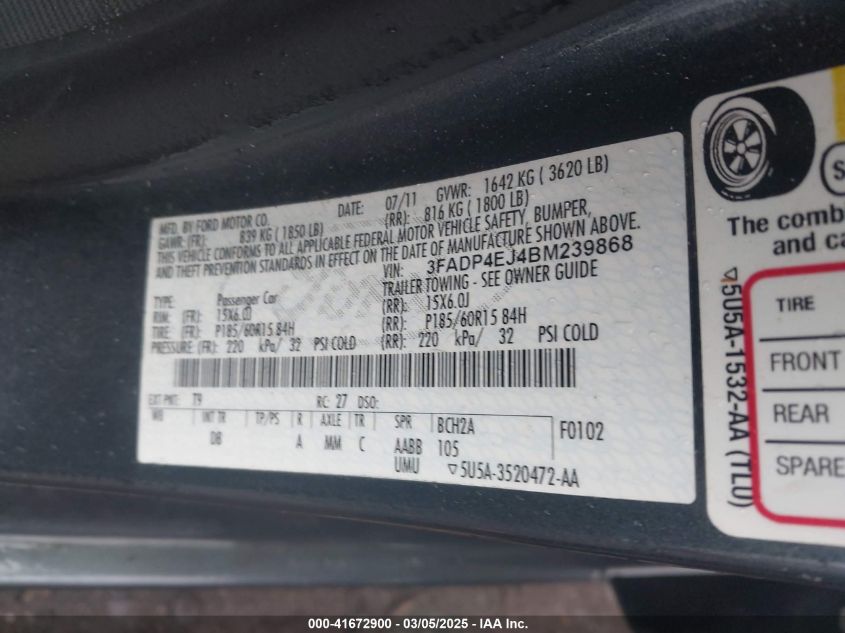 MFD. BY FORD MOTOR CO.
DATE: 07/11 GVWR: 1642 KG ( 3620 LB)
GAWR: (FR): 839 KG ( 1850 LB) (RR): 816 KG ( 1800 LB)
THIS VEHICLE CONFORMS TO ALL APPLICABLE FEDERAL MOTOR VEHICLE SAFETY, BUMPER,
AND THEFT PREVENTION STANDARDS IN EFFECT ON THE DATE OF MANUFACTURE SHOWN ABOVE.
VIN: 3FADP4EJ4BM239868
TYPE: Passenger Car TRAILER TOWING - SEE OWNER GUIDE
RIM: (FR): 15X6.0J (RR): 15X6.0J
TIRE: (FR): P185/60R15 84H (RR): P185/60R15 84H
PRESSURE (FR): 220 kPa/ 32 PSI COLD (RR): 220 kPa/ 32 PSI COLD
EXT PNT: T9 RC: 27 DSO:
WB INT TR TP/PS R AXLE TR SPR BCH2A F0102
DB A MM C AABB 105
UMU ▽5U5A-3520472-AA
The comb
and ca
▽5U5A-1532-AA (TLU)
TIRE
FRONT
REAR
SPARE
000-41672900 - 03/05/2025 - IAA Inc.